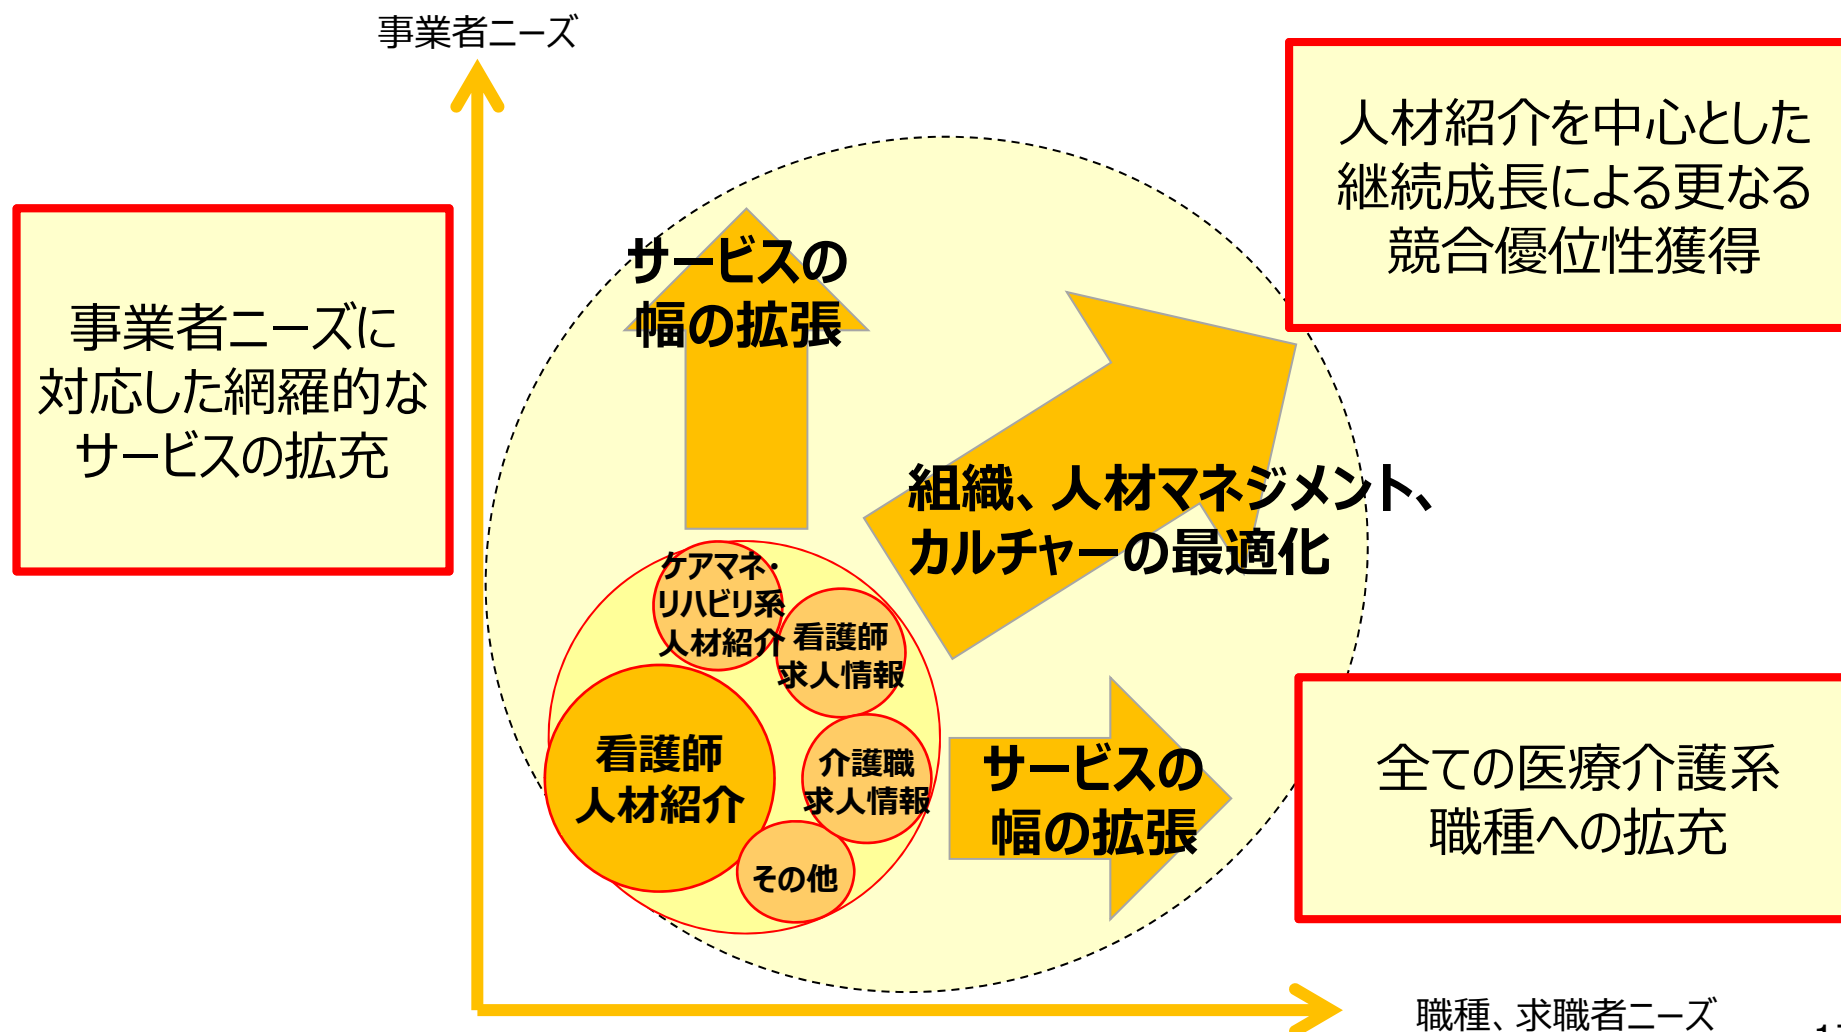 事業者ニーズ
人材紹介を中心とした
継続成長による更なる
競合優位性獲得
事業者ニーズに
対応した網羅的な
サービスの拡充
サービスの
幅の拡張
組織、人材マネジメント、
カルチャーの最適化
ケアマネ・
リハビリ系
人材紹介
看護師
求人情報
看護師
人材紹介
介護職
求人情報
その他
サービスの
幅の拡張
全ての医療介護系
職種への拡充
職種、求職者ニーズ